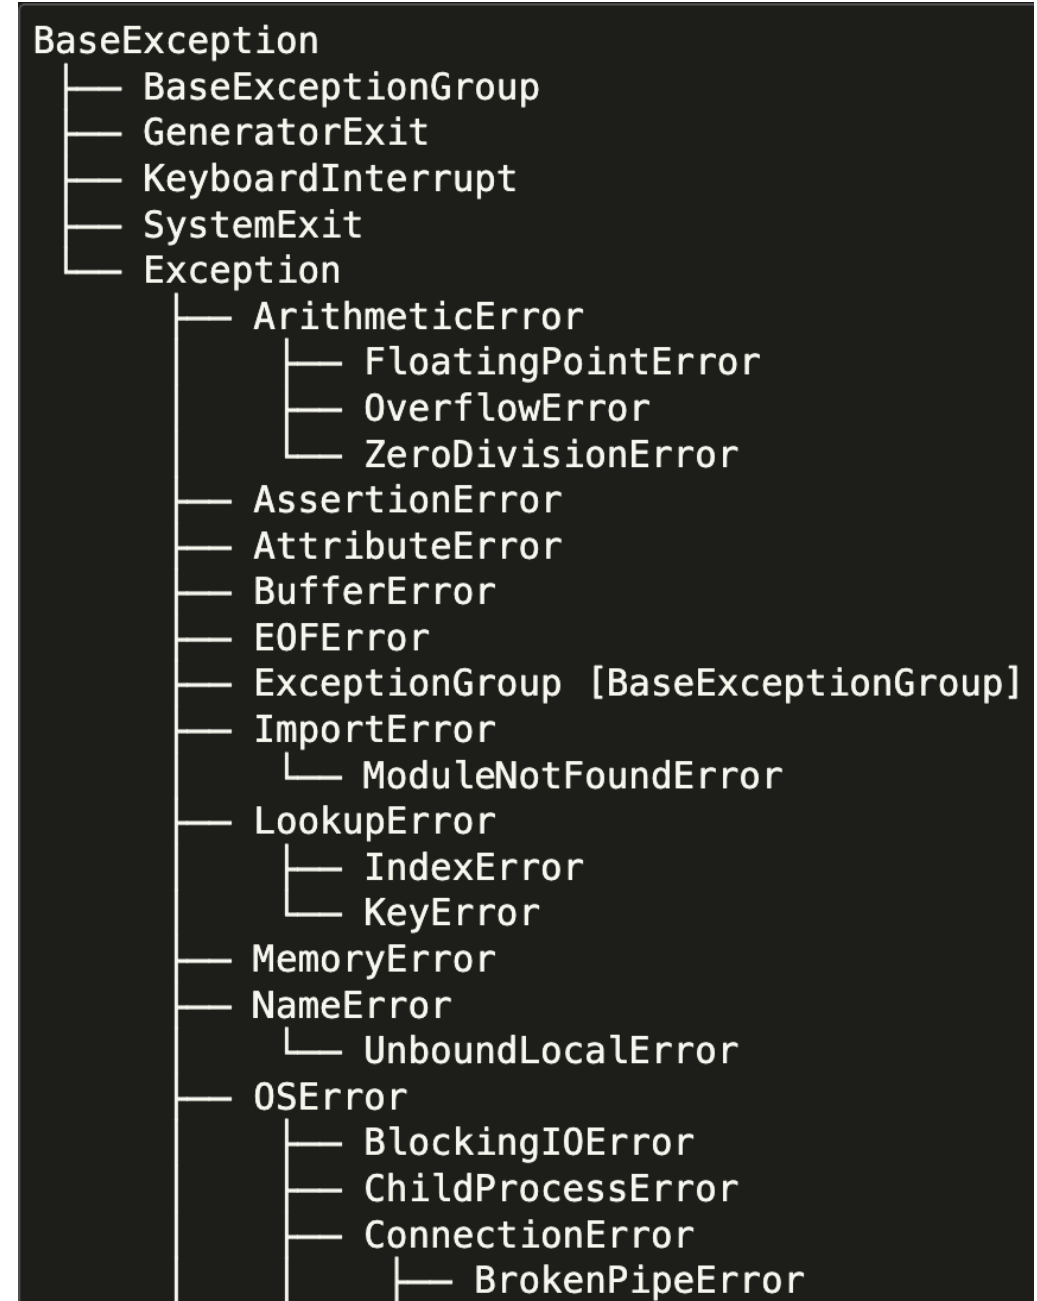 BaseException
├── BaseExceptionGroup
├── GeneratorExit
├── KeyboardInterrupt
├── SystemExit
└── Exception
├── ArithmeticError
├── FloatingPointError
├── OverflowError
└── ZeroDivisionError
├── AssertionError
├── AttributeError
├── BufferError
├── EOFError
├── ExceptionGroup [BaseExceptionGroup]
├── ImportError
└── ModuleNotFoundError
├── LookupError
├── IndexError
└── KeyError
├── MemoryError
├── NameError
└── UnboundLocalError
├── OSError
├── BlockingIOError
├── ChildProcessError
├── ConnectionError
├── BrokenPipeError